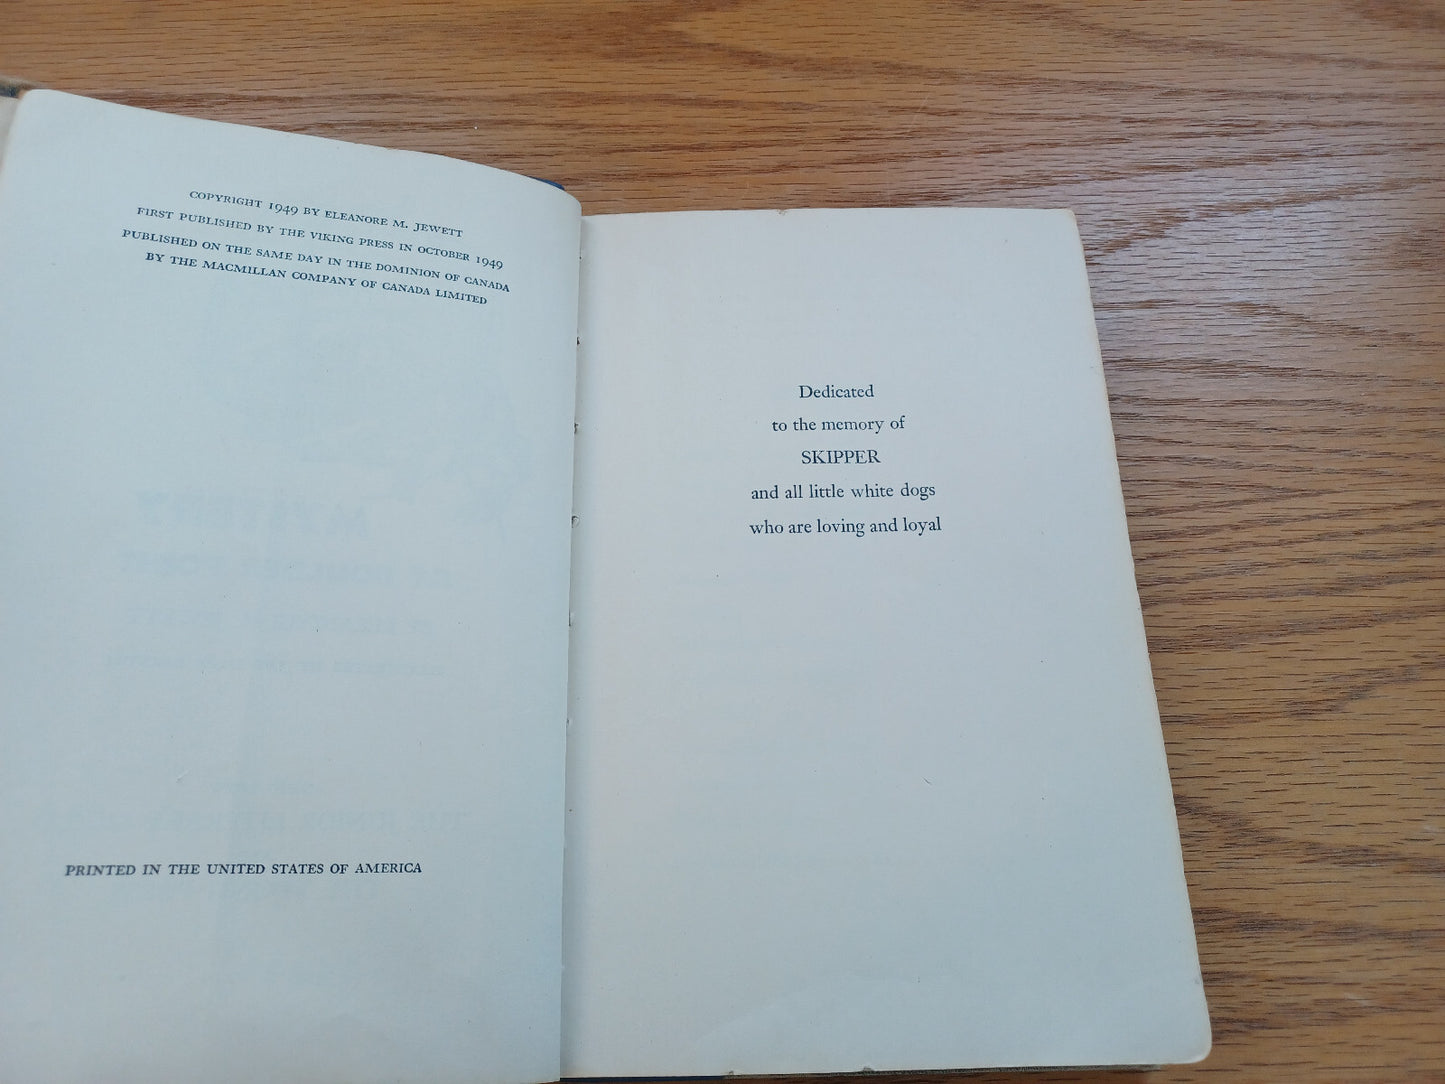 COPYRIGHT 1949 BY ELEANORE M. JEWETT
FIRST PUBLISHED BY THE VIKING PRESS IN OCTOBER 1949
PUBLISHED ON THE SAME DAY IN THE DOMINION OF CANADA
BY THE MACMILLAN COMPANY OF CANADA LIMITED
PRINTED IN THE UNITED STATES OF AMERICA
Dedicated
to the memory of
SKIPPER
and all little white dogs
who are loving and loyal